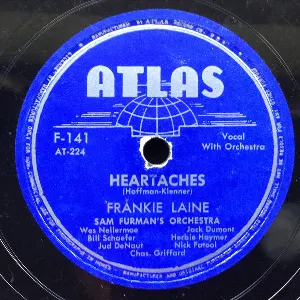 ATLAS
F-141
AT-224
Vocal
With Orchestra
HEARTACHES
(Hoffman-Klenner)
FRANKIE LAINE
SAM FURMAN'S ORCHESTRA
Wes Nellermoe Jack Dumont
Bill Schaefer Herbie Haymer
Jud DeNaut Nick Fatool
Chas. Griffard